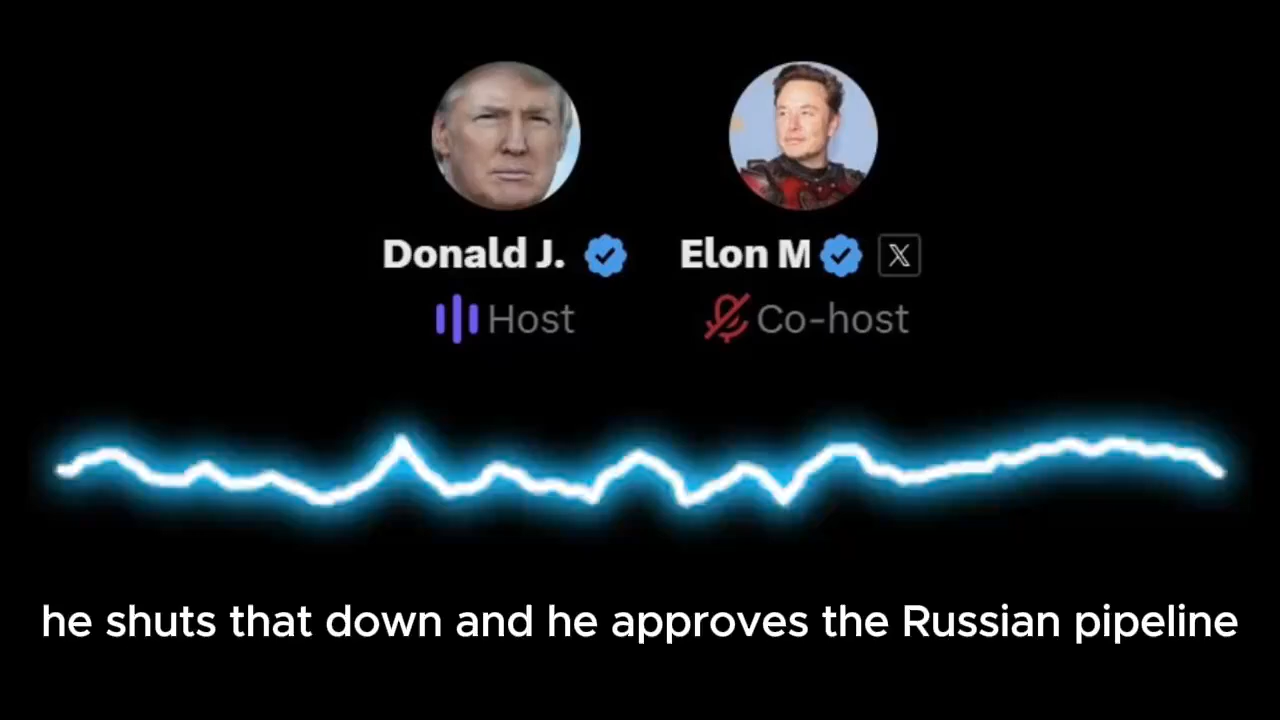 Donald J. Elon M X
Host Co-host
he shuts that down and he approves the Russian pipeline